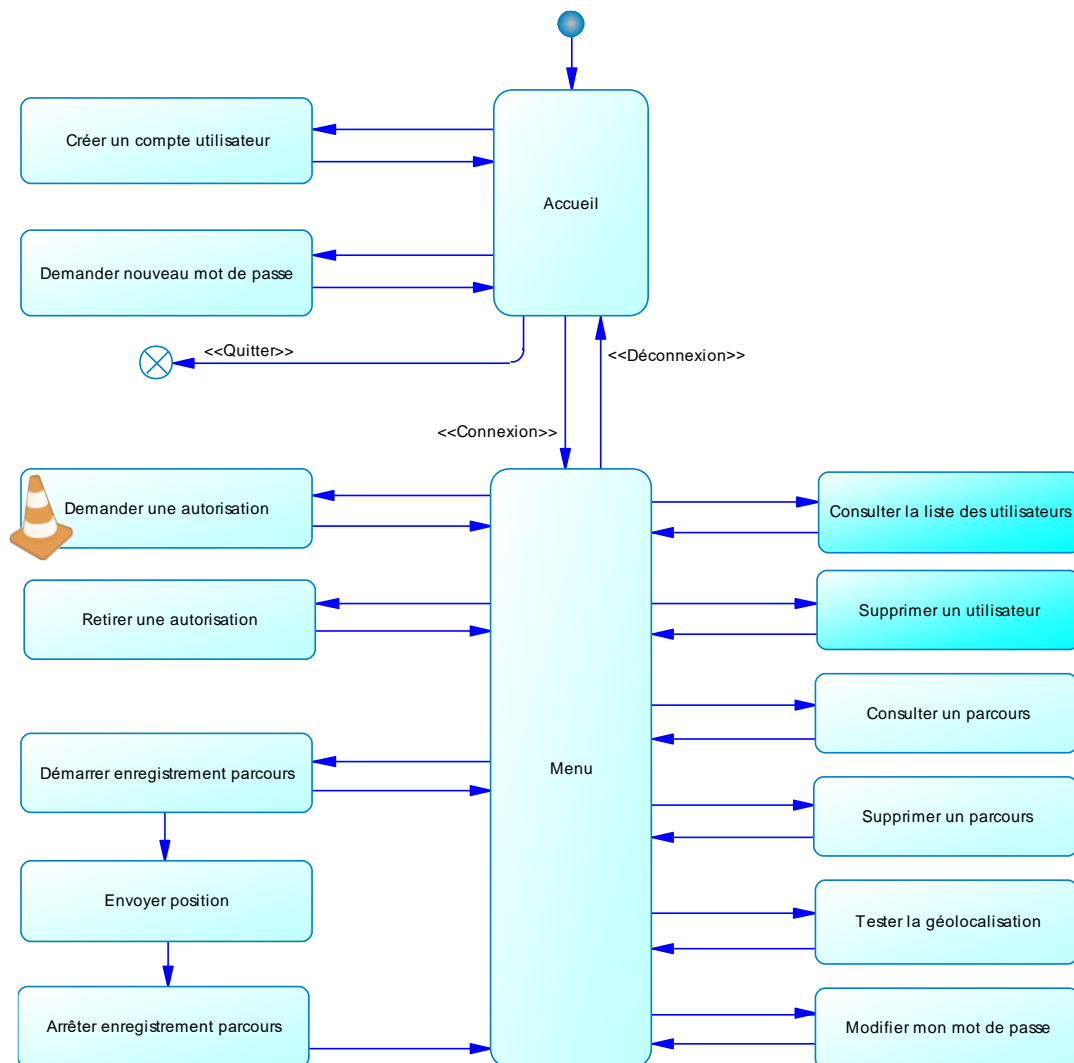 Créer un compte utilisateur
Accueil
Demander nouveau mot de passe
<<Quitter>>
<<Déconnexion>>
<<Connexion>>
Demander une autorisation
Consulter la liste des utilisateurs
Retirer une autorisation
Supprimer un utilisateur
Consulter un parcours
Démarrer enregistrement parcours
Menu
Supprimer un parcours
Envoyer position
Tester la géolocalisation
Arrêter enregistrement parcours
Modifier mon mot de passe